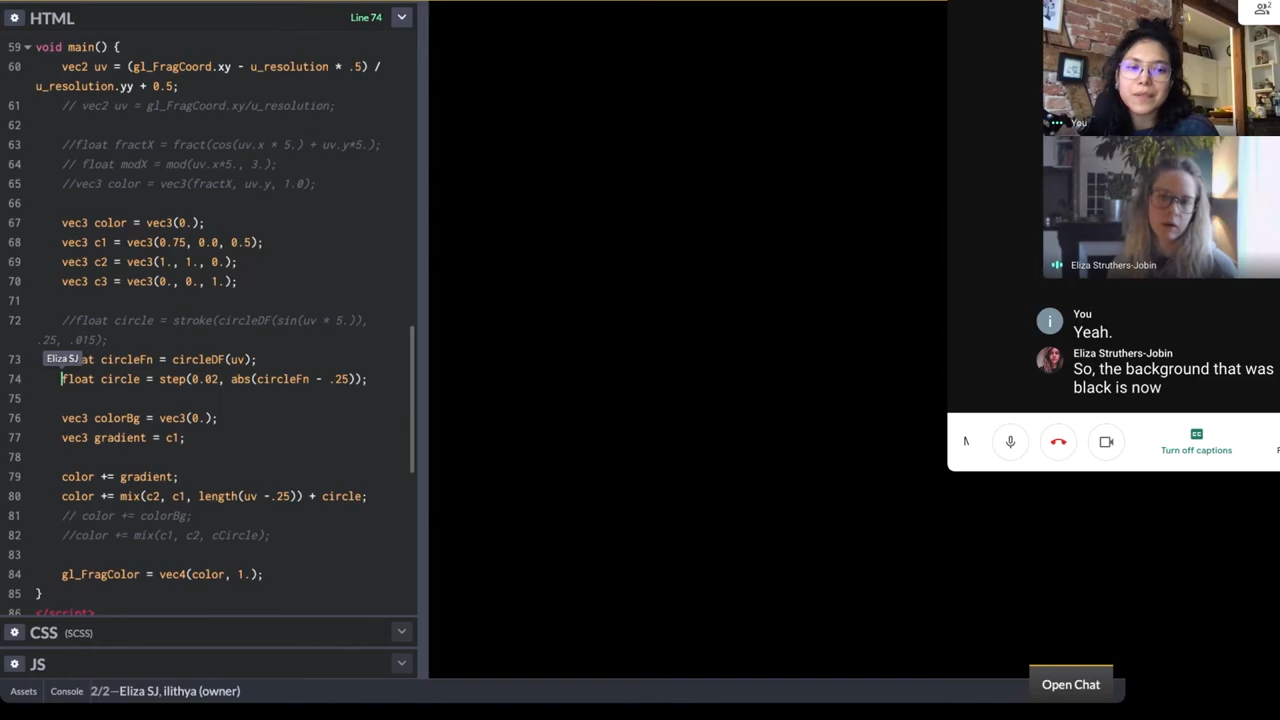 HTML
Line 74
59 void main() {
60 vec2 uv = (gl_FragCoord.xy - u_resolution * .5) /
u_resolution.yy + 0.5;
61 // vec2 uv = gl_FragCoord.xy/u_resolution;
62
63 //float fractX = fract(cos(uv.x * 5.) + uv.y*5.);
64 // float modX = mod(uv.x*5., 3.);
65 //vec3 color = vec3(fractX, uv.y, 1.0);
66
67 vec3 color = vec3(0.);
68 vec3 c1 = vec3(0.75, 0.0, 0.5);
69 vec3 c2 = vec3(1., 1., 0.);
70 vec3 c3 = vec3(0., 0., 1.);
71
72 //float circle = stroke(circleDF(sin(uv * 5.)),
.25, .015);
73 at circleFn = circleDF(uv);
Eliza SJ
74 float circle = step(0.02, abs(circleFn - .25));
75
76 vec3 colorBg = vec3(0.);
77 vec3 gradient = c1;
78
79 color += gradient;
80 color += mix(c2, c1, length(uv -.25)) + circle;
81 // color += colorBg;
82 //color += mix(c1, c2, cCircle);
83
84 gl_FragColor = vec4(color, 1.);
85 }
86 </script>
CSS (SCSS)
JS
Assets Console 2/2—Eliza SJ, ilithya (owner)
2
You
Eliza Struthers-Jobin
i You
Yeah.
Eliza Struthers-Jobin
So, the background that was
black is now
CC
Turn off captions
Open Chat